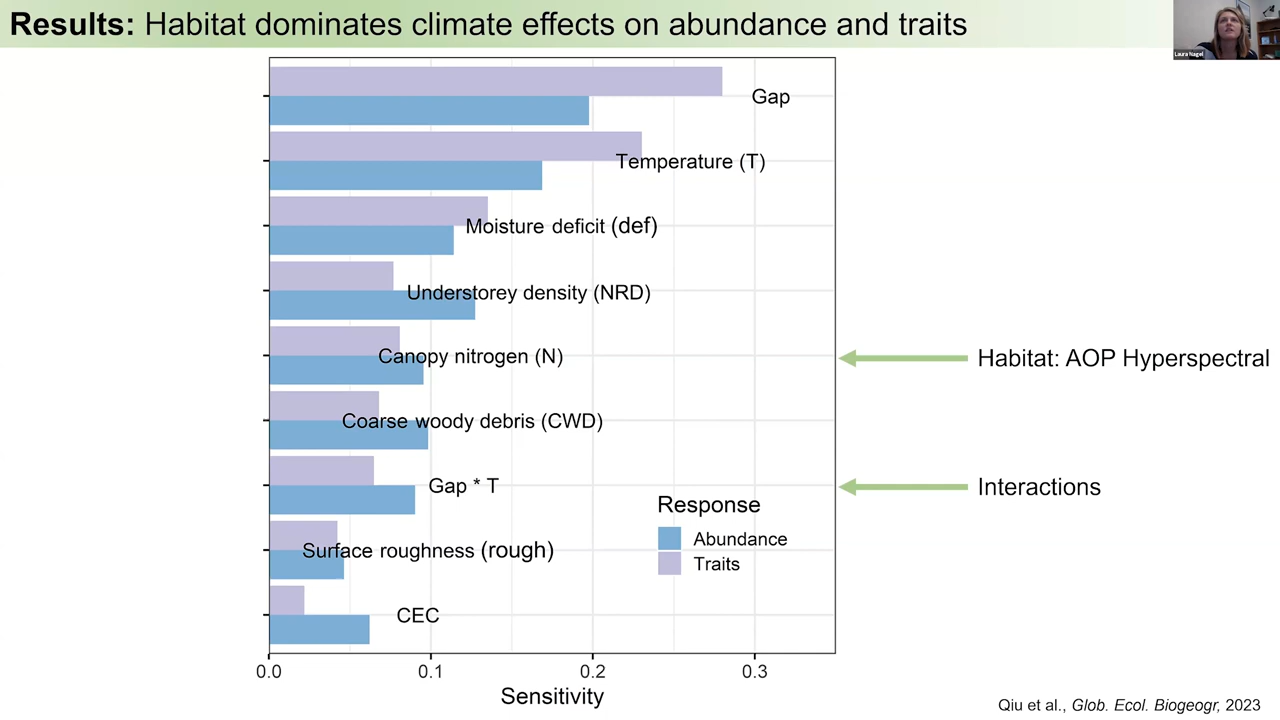 Results: Habitat dominates climate effects on abundance and traits
Laura Nagel
Gap
Temperature (T)
Moisture deficit (def)
Understorey density (NRD)
Canopy nitrogen (N)
Habitat: AOP Hyperspectral
Coarse woody debris (CWD)
Gap * T
Interactions
Response
Abundance
Traits
Surface roughness (rough)
CEC
0.0 0.1 0.2 0.3
Sensitivity
Qiu et al., Glob. Ecol. Biogeogr, 2023